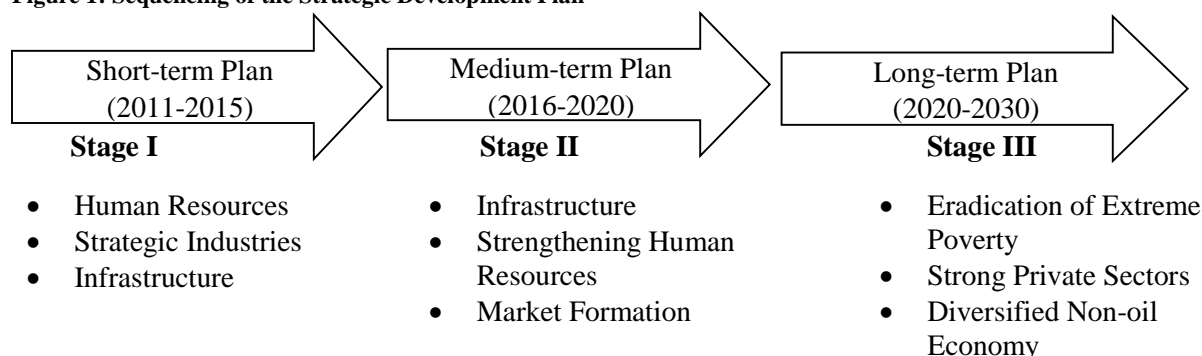 Figure 1: Sequencing of the Strategic Development Plan
Short-term Plan
(2011-2015)
Stage I
• Human Resources
• Strategic Industries
• Infrastructure
Medium-term Plan
(2016-2020)
Stage II
• Infrastructure
• Strengthening Human
Resources
• Market Formation
Long-term Plan
(2020-2030)
Stage III
• Eradication of Extreme
Poverty
• Strong Private Sectors
• Diversified Non-oil
Economy